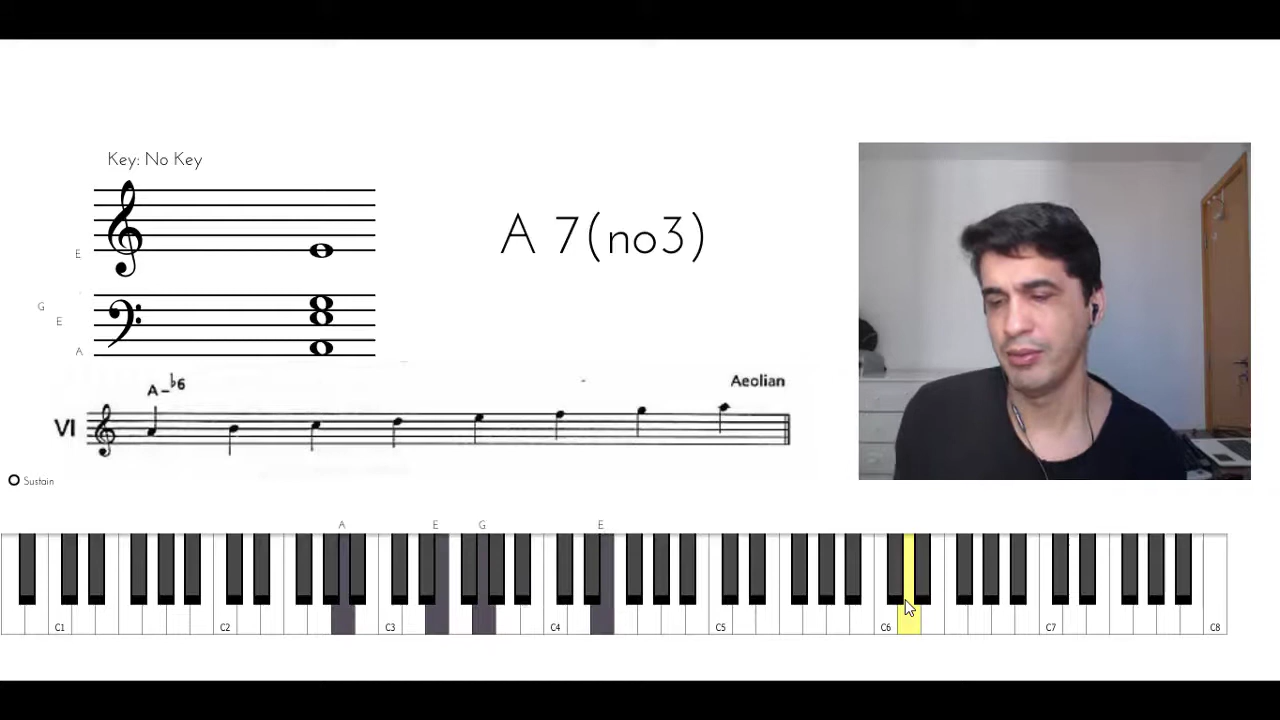 Key: No Key
A 7(no3)
E
G
E
A
A–♭6
Aeolian
VI
Sustain
A E G E
C1 C2 C3 C4 C5 C6 C7 C8